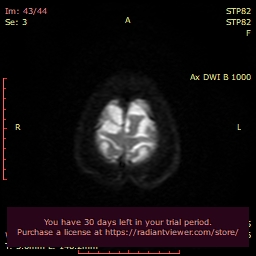 Im: 43/44
Se: 3
A
STP82
STP82
F
Ax DWI B 1000
R
L
You have 30 days left in your trial period.
Purchase a license at https://radiantviewer.com/store/